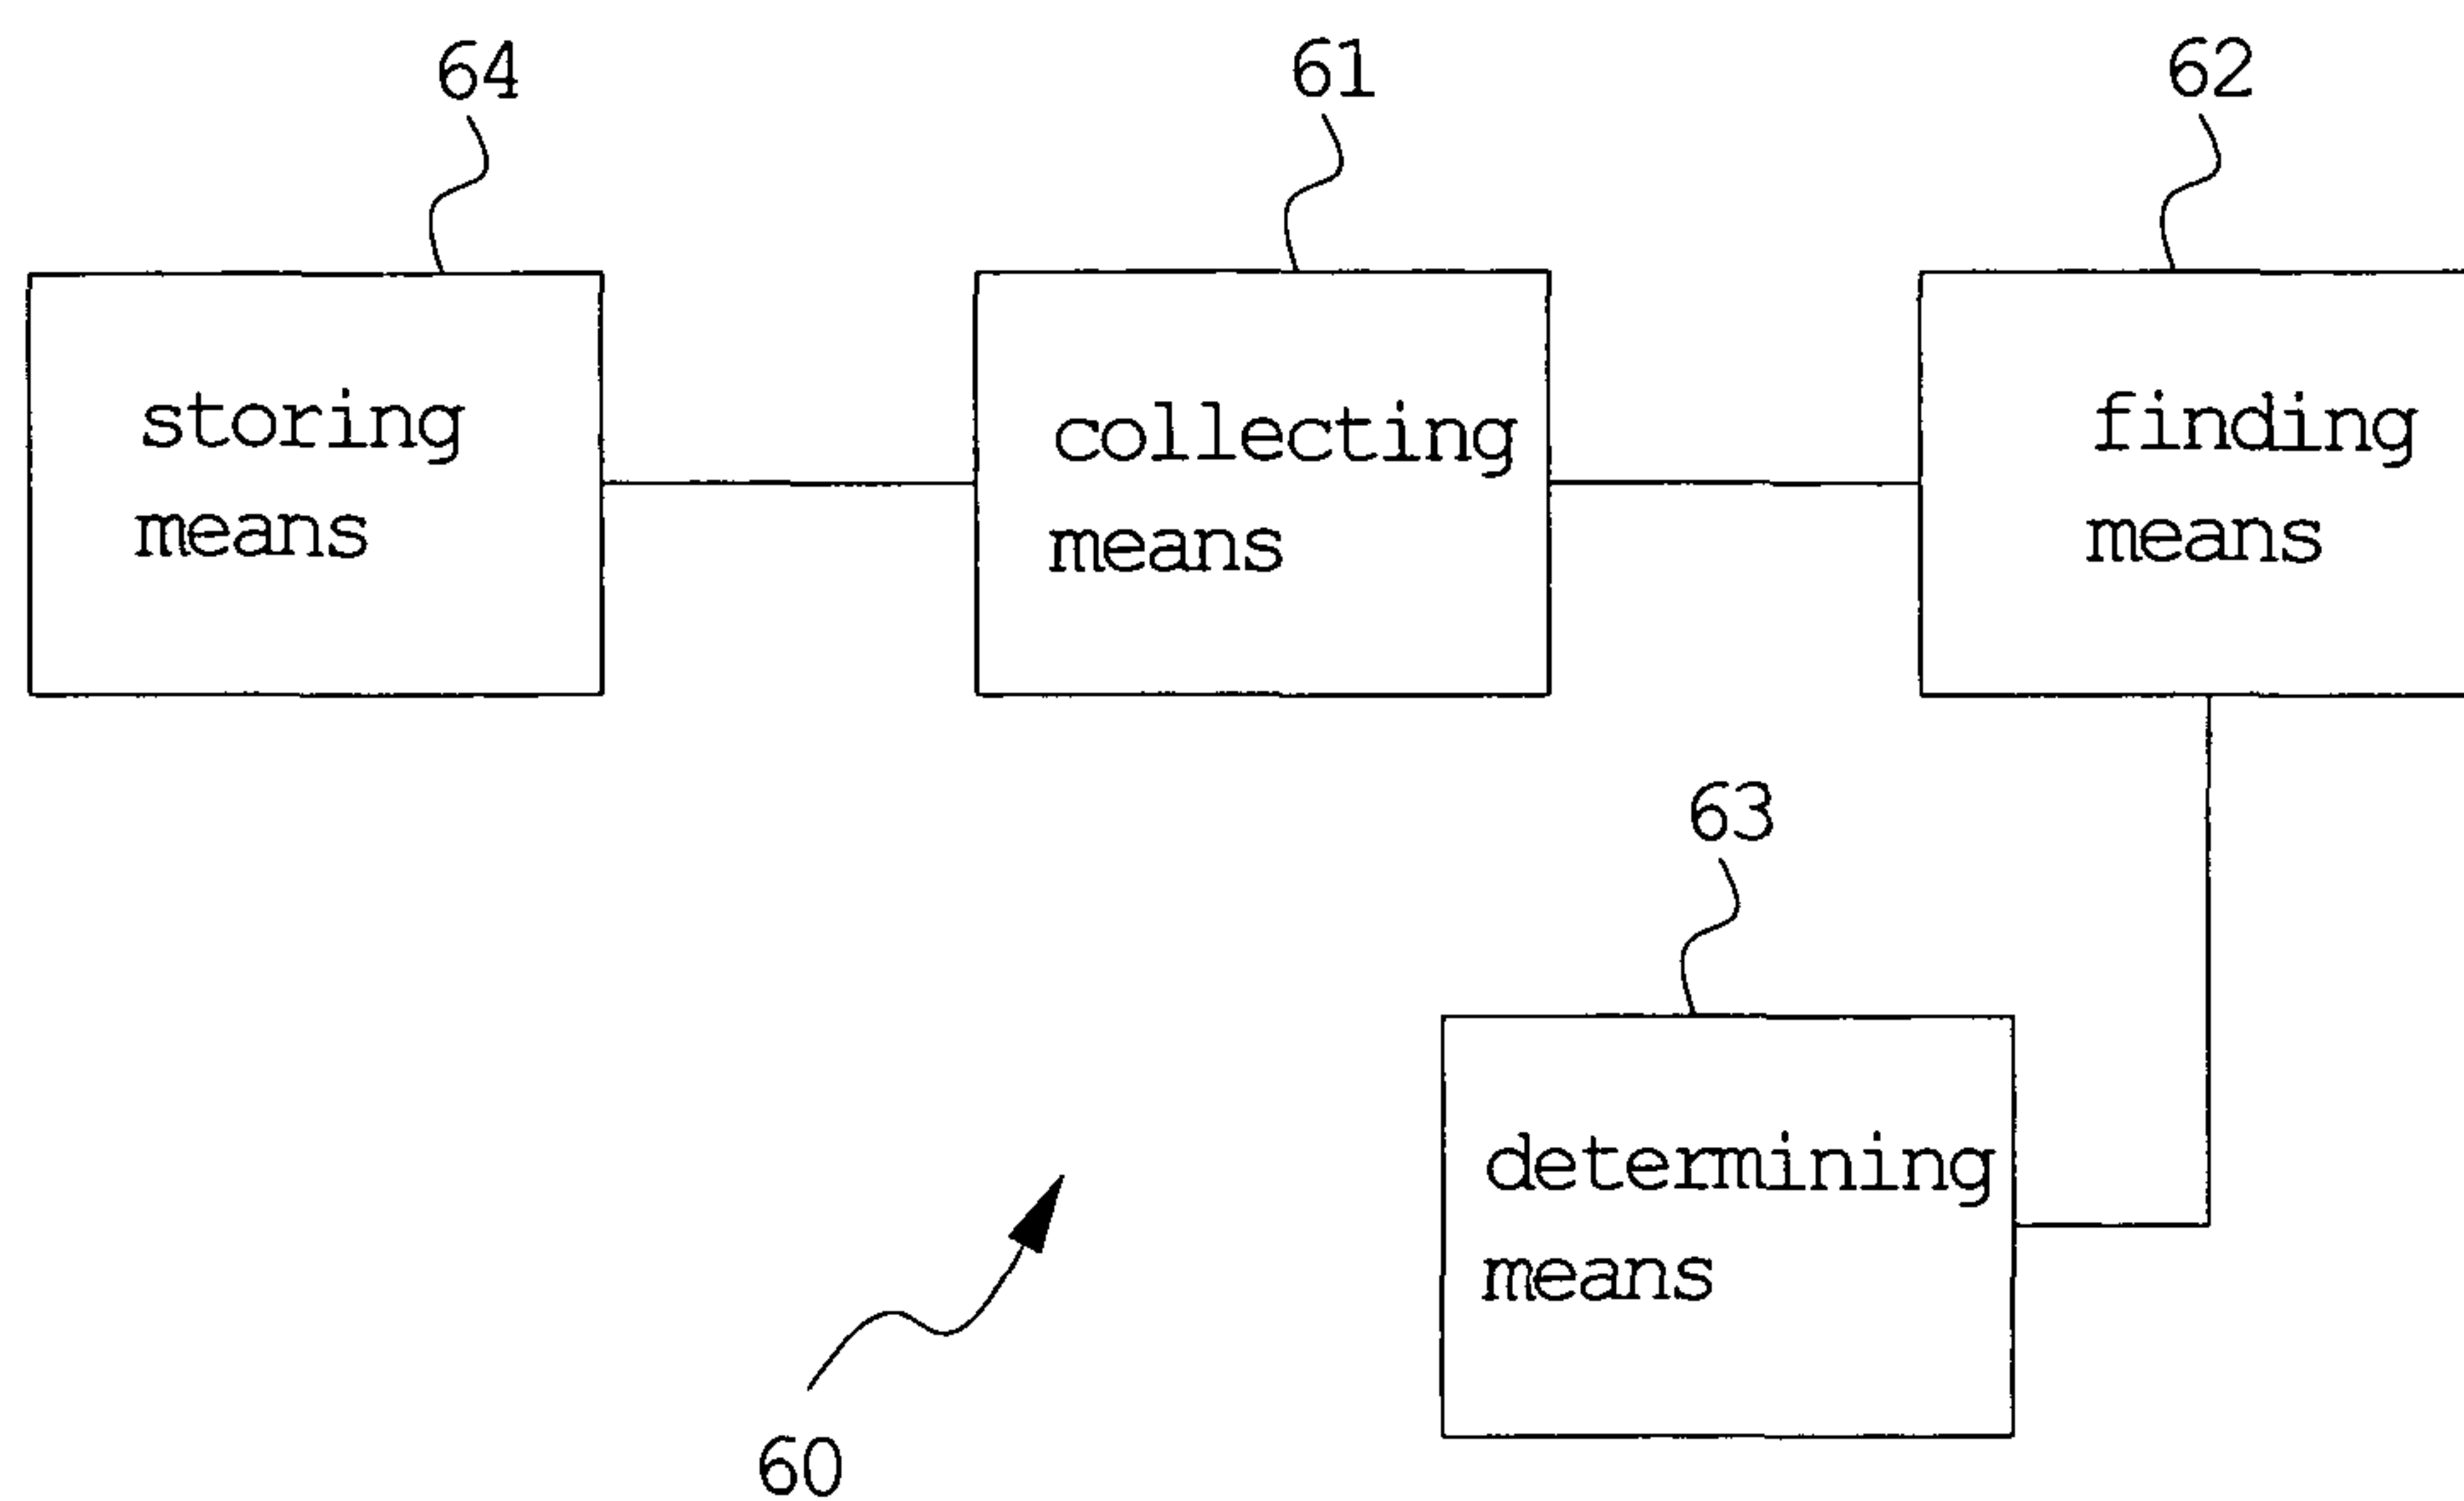 64
61
62
storing
means
collecting
means
finding
means
63
determining
means
60